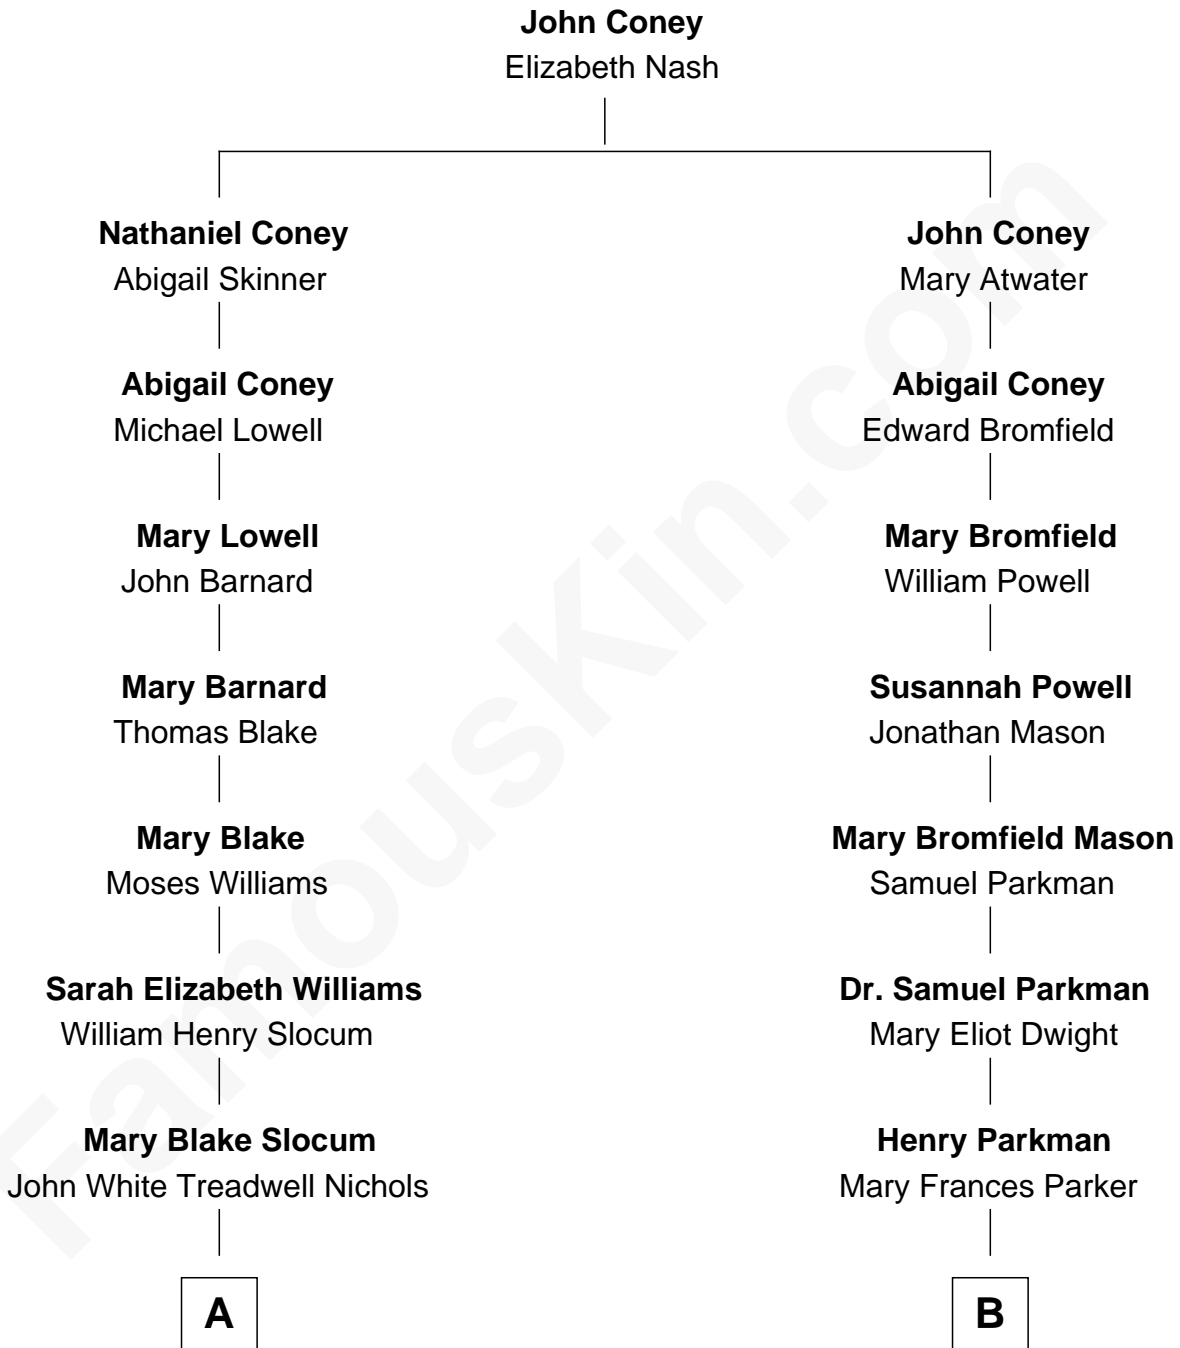 John Coney
Elizabeth Nash
Nathaniel Coney
Abigail Skinner
John Coney
Mary Atwater
Abigail Coney
Michael Lowell
Abigail Coney
Edward Bromfield
Mary Lowell
John Barnard
Mary Bromfield
William Powell
Mary Barnard
Thomas Blake
Susannah Powell
Jonathan Mason
Mary Blake
Moses Williams
Mary Bromfield Mason
Samuel Parkman
Sarah Elizabeth Williams
William Henry Slocum
Dr. Samuel Parkman
Mary Eliot Dwight
Mary Blake Slocum
John White Treadwell Nichols
Henry Parkman
Mary Frances Parker
A
B
FamousKin.com